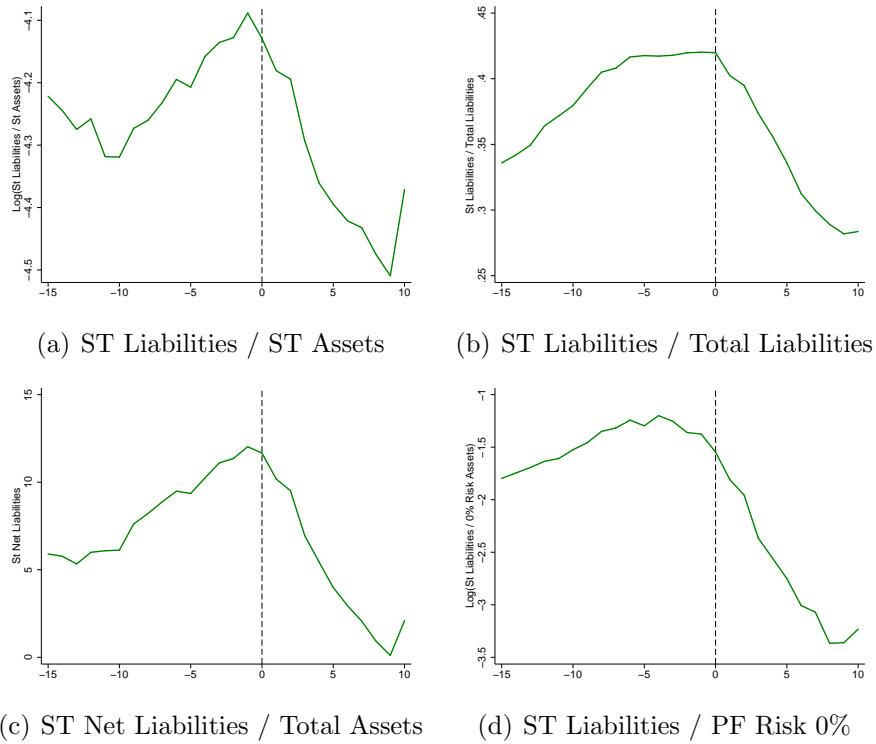 Log(St Liabilities / St Assets)
−4.1
−4.2
−4.3
−4.4
−4.5
−15 −10 −5 0 5 10
(a) ST Liabilities / ST Assets
St Liabilities / Total Liabilities
.45
.4
.35
.3
.25
−15 −10 −5 0 5 10
(b) ST Liabilities / Total Liabilities
St Net Liabilities
15
10
5
0
−15 −10 −5 0 5 10
(c) ST Net Liabilities / Total Assets
Log(St Liabilities / 0% Risk Assets)
−1
−1.5
−2
−2.5
−3
−3.5
−15 −10 −5 0 5 10
(d) ST Liabilities / PF Risk 0%